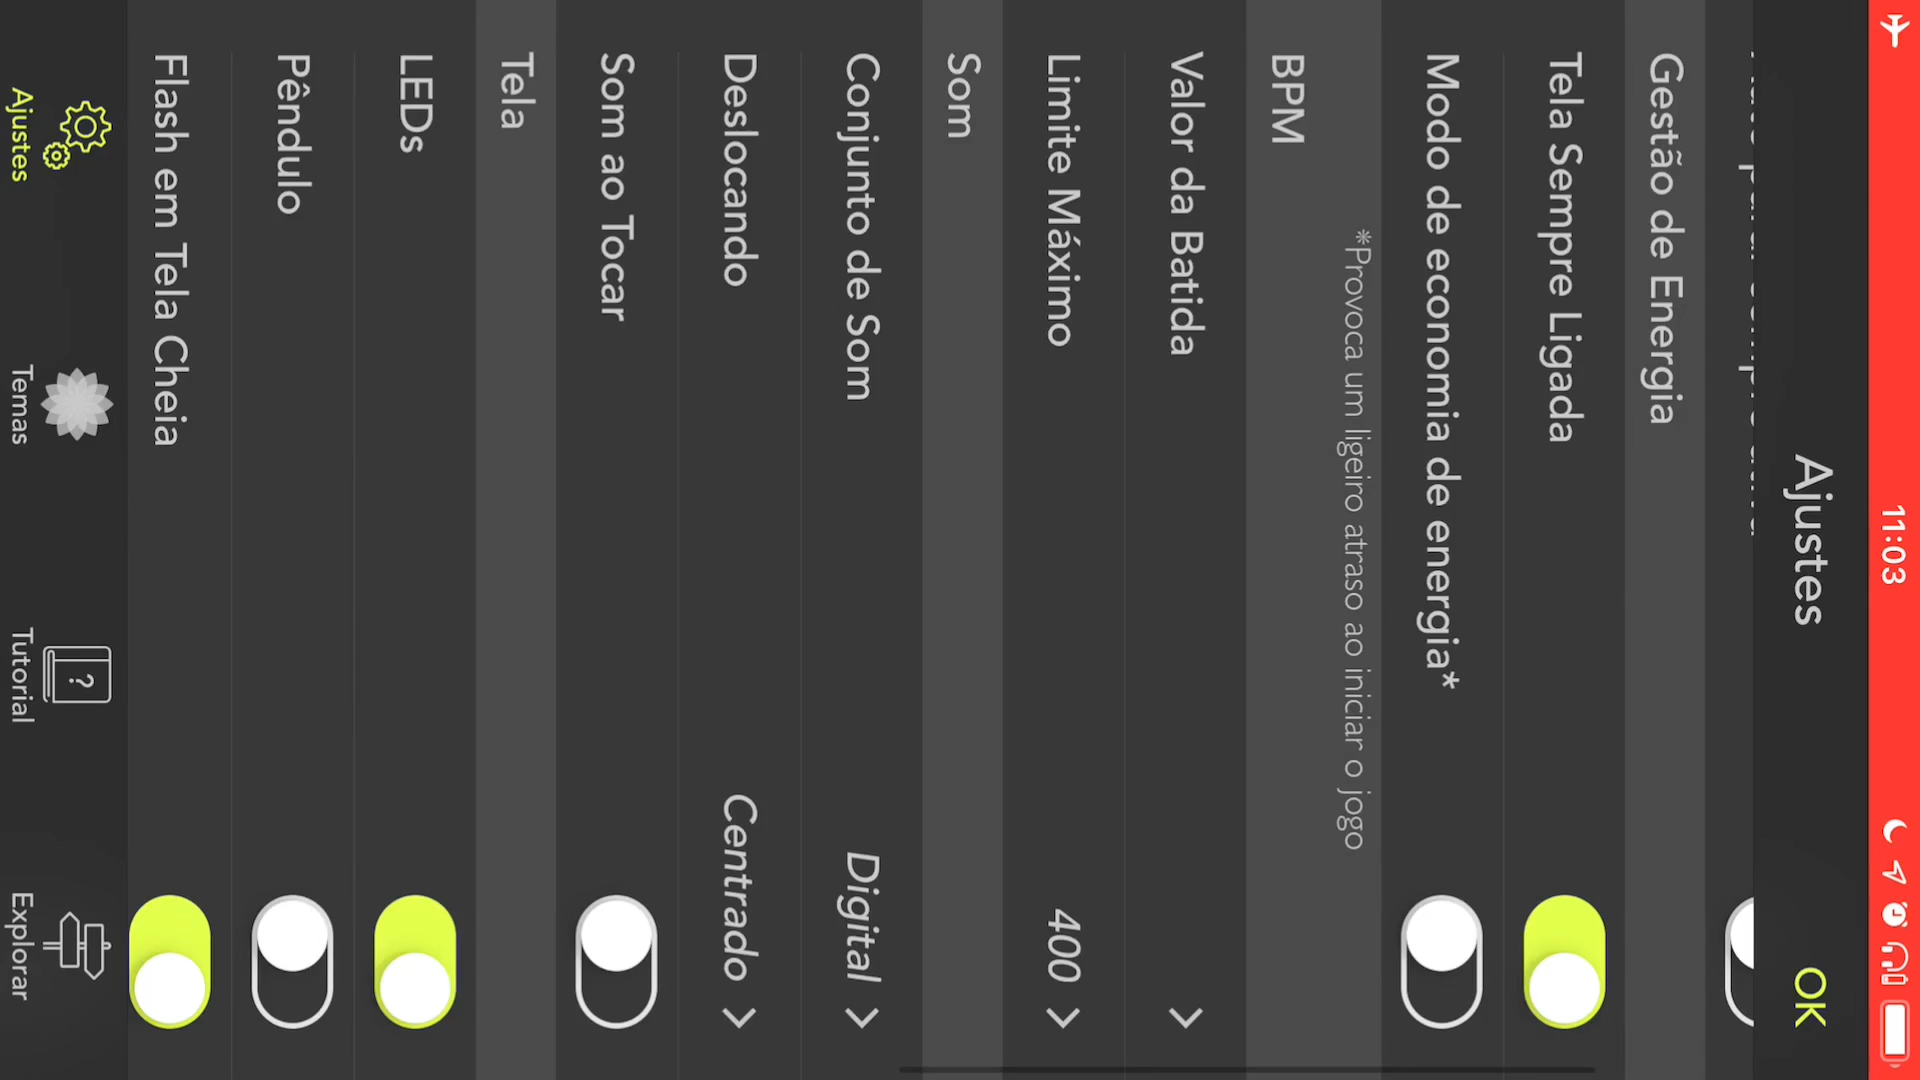 11:03
Ajustes
OK
Gestão de Energia
Tela Sempre Ligada
Modo de economia de energia*
*Provoca um ligeiro atraso ao iniciar o jogo
BPM
Valor da Batida
Limite Máximo 400
Som
Conjunto de Som Digital
Deslocando Centrado
Som ao Tocar
Tela
LEDs
Pêndulo
Flash em Tela Cheia
Ajustes Temas Tutorial Explorar